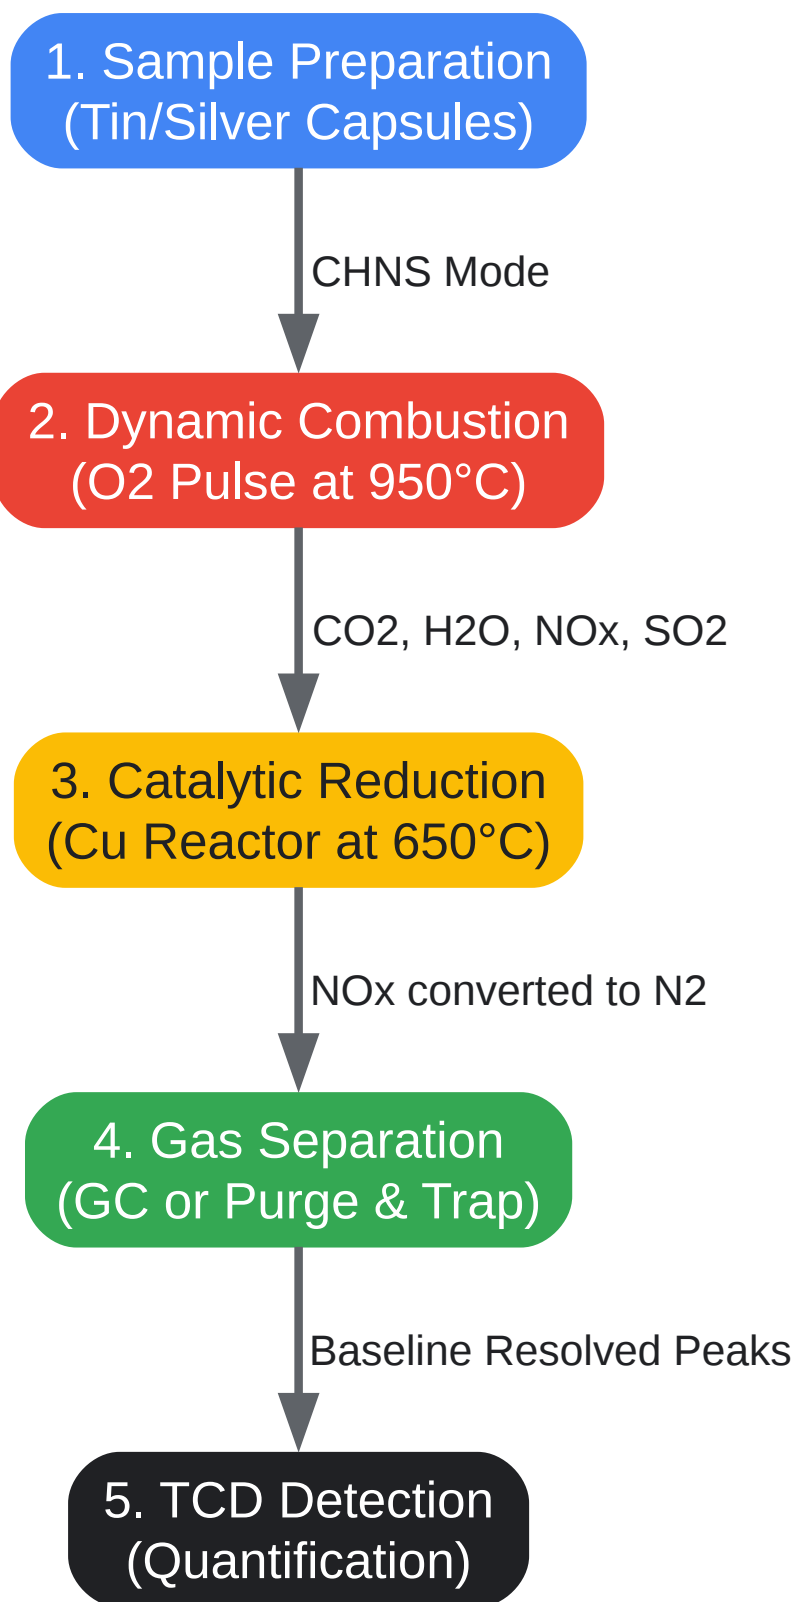 1. Sample Preparation
(Tin/Silver Capsules)
CHNS Mode
2. Dynamic Combustion
(O2 Pulse at 950°C)
CO2, H2O, NOx, SO2
3. Catalytic Reduction
(Cu Reactor at 650°C)
NOx converted to N2
4. Gas Separation
(GC or Purge & Trap)
Baseline Resolved Peaks
5. TCD Detection
(Quantification)